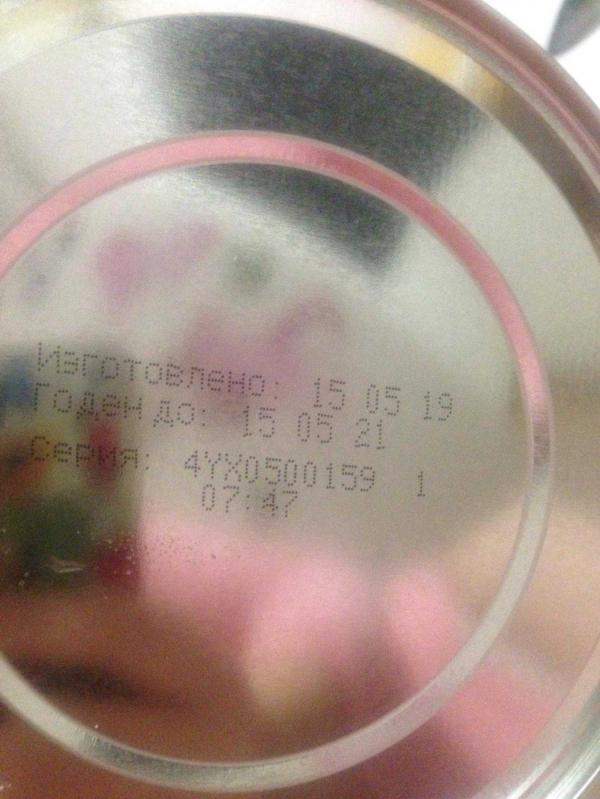 Изготовлено: 15 05 19
Годен до: 15 05 21
Серия: 4YX0500159 1
07:47